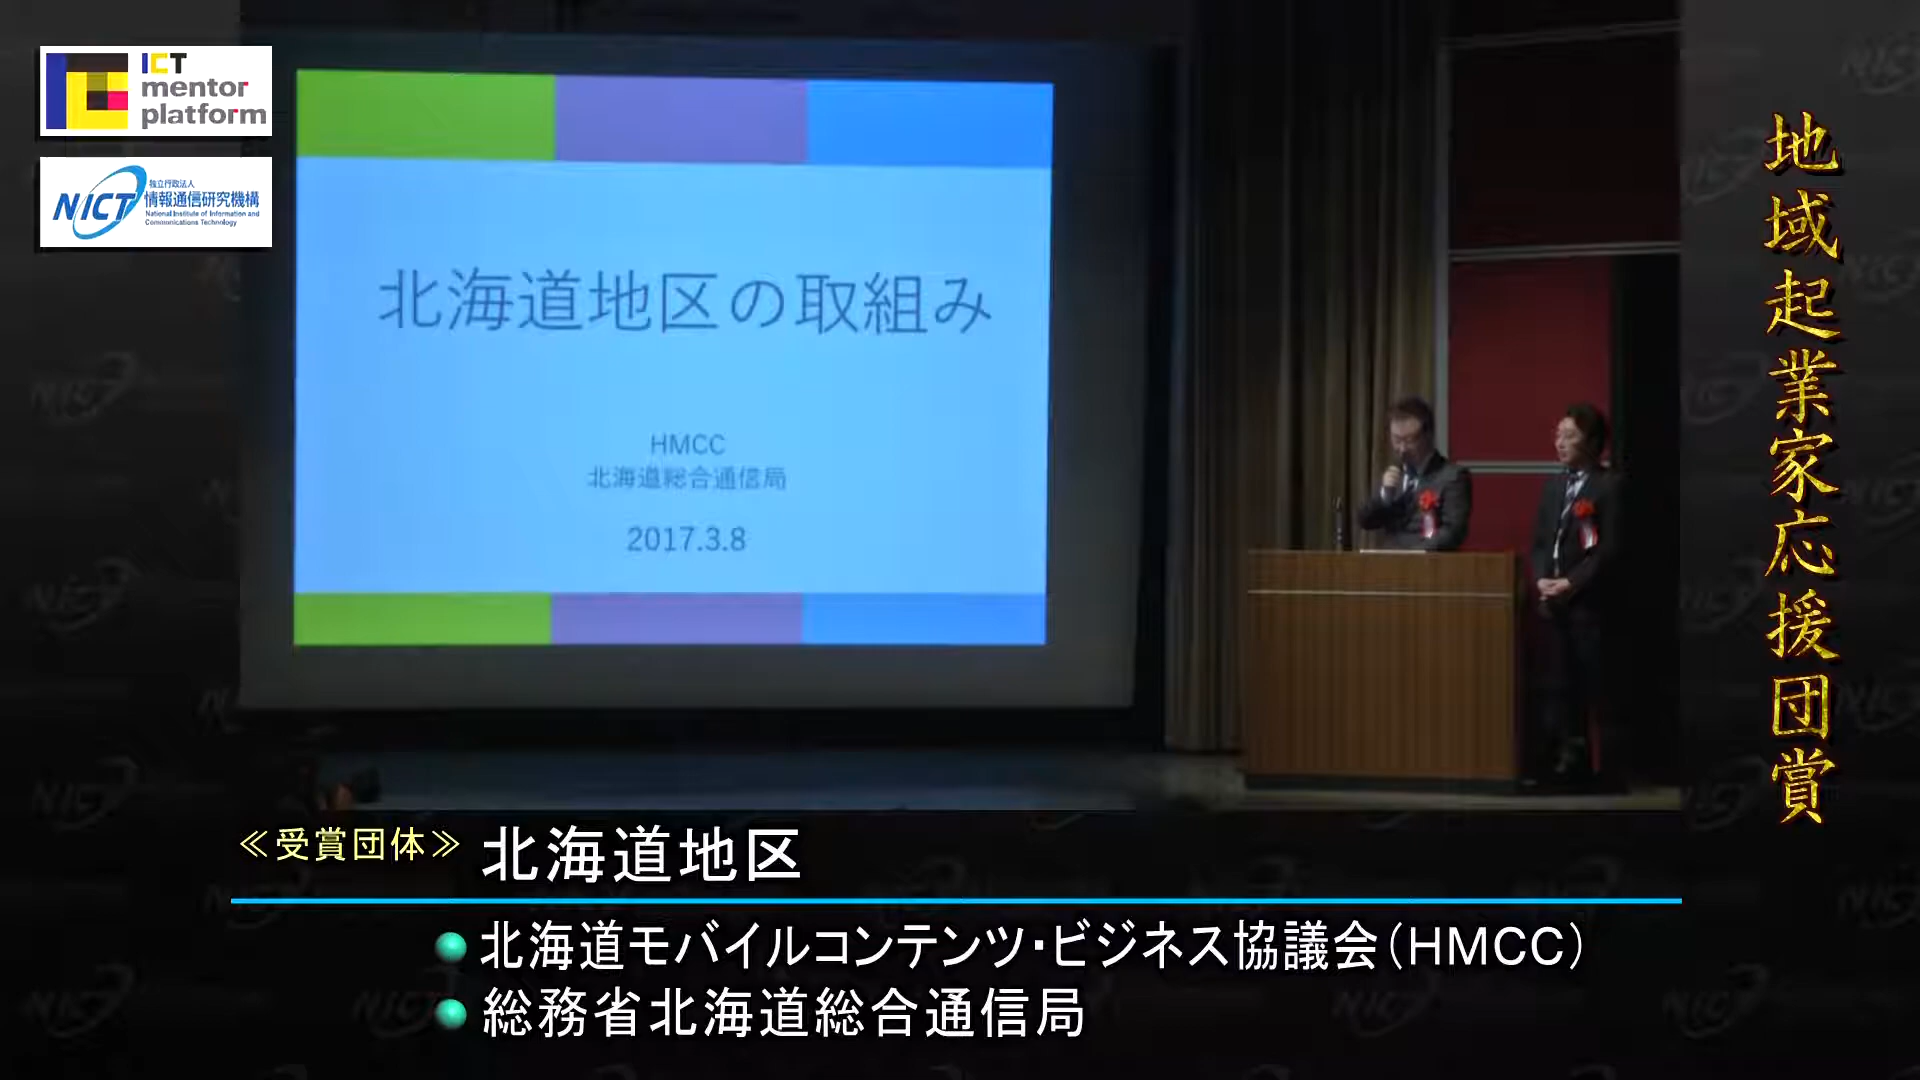 ICT
mentor
platform
NICT
独立行政法人
情報通信研究機構
National Institute of Information and
Communications Technology
北海道地区の取組み
HMCC
北海道総合通信局
2017.3.8
地域起業家応援団賞
≪受賞団体≫ 北海道地区
北海道モバイルコンテンツ・ビジネス協議会（HMCC）
総務省北海道総合通信局